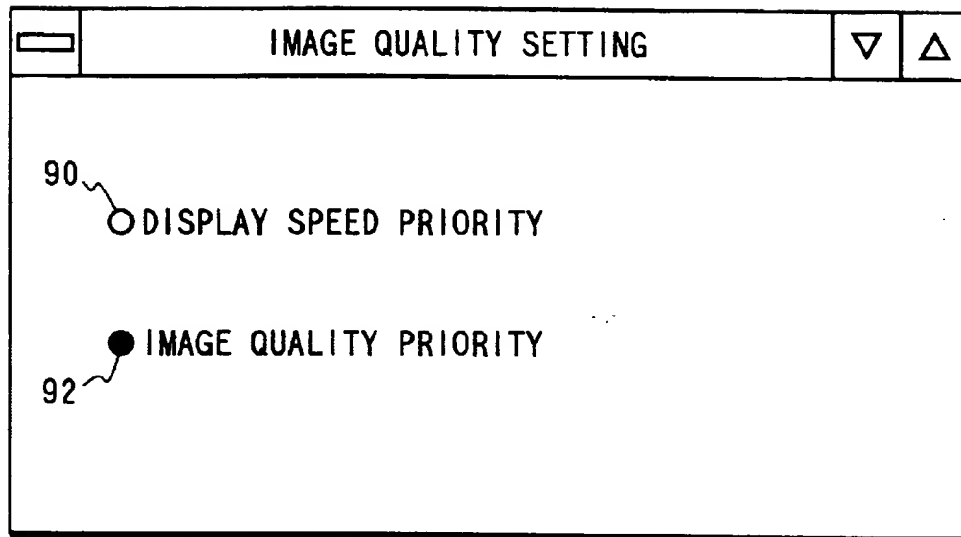 IMAGE QUALITY SETTING
90
DISPLAY SPEED PRIORITY
IMAGE QUALITY PRIORITY
92